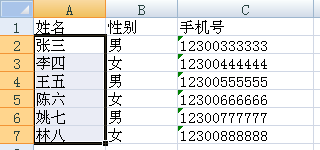 A B C
1 姓名 性别 手机号
2 张三 男 12300333333
3 李四 女 12300444444
4 王五 男 12300555555
5 陈六 女 12300666666
6 姚七 男 12300777777
7 林八 女 12300888888